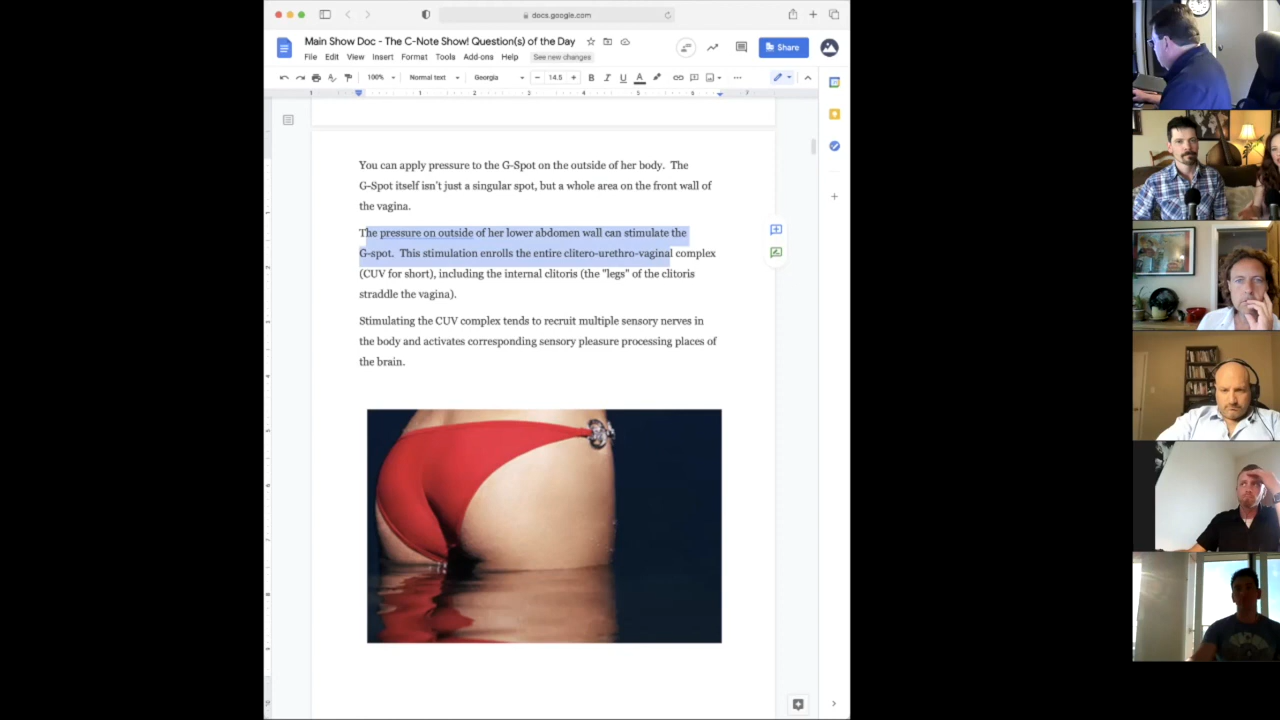 docs.google.com
Main Show Doc - The C-Note Show! Question(s) of the Day
Share
File Edit View Insert Format Tools Add-ons Help See new changes
100% Normal text Georgia 14.5 B I U A
You can apply pressure to the G-Spot on the outside of her body. The
G-Spot itself isn't just a singular spot, but a whole area on the front wall of
the vagina.
The pressure on outside of her lower abdomen wall can stimulate the
G-spot. This stimulation enrolls the entire clitero-urethro-vaginal complex
(CUV for short), including the internal clitoris (the "legs" of the clitoris
straddle the vagina).
Stimulating the CUV complex tends to recruit multiple sensory nerves in
the body and activates corresponding sensory pleasure processing places of
the brain.